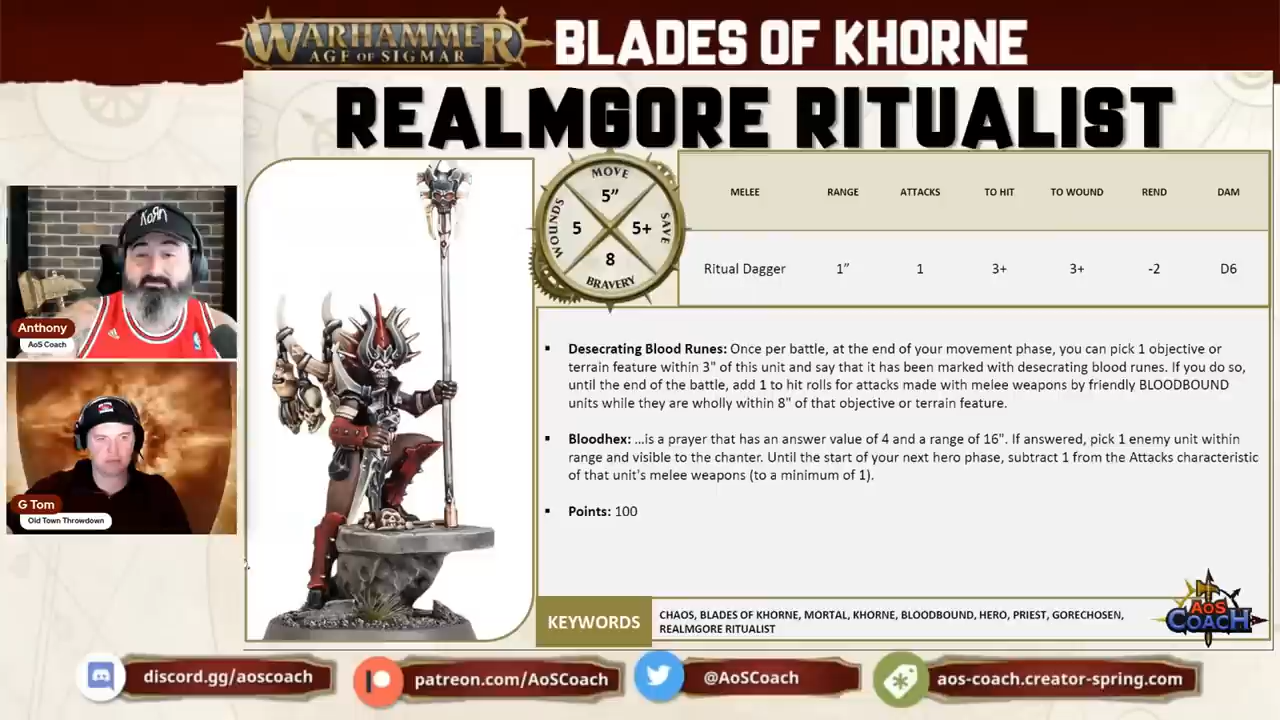 WARHAMMER
AGE OF SIGMAR
BLADES OF KHORNE
REALMGORE RITUALIST
KoRn
Anthony
AoS Coach
G Tom
Old Town Throwdown
MOVE
5”
WOUNDS
5
5+
SAVE
8
BRAVERY
MELEE RANGE ATTACKS TO HIT TO WOUND REND DAM
Ritual Dagger 1” 1 3+ 3+ -2 D6
▪ Desecrating Blood Runes: Once per battle, at the end of your movement phase, you can pick 1 objective or
terrain feature within 3" of this unit and say that it has been marked with desecrating blood runes. If you do so,
until the end of the battle, add 1 to hit rolls for attacks made with melee weapons by friendly BLOODBOUND
units while they are wholly within 8" of that objective or terrain feature.
▪ Bloodhex: …is a prayer that has an answer value of 4 and a range of 16". If answered, pick 1 enemy unit within
range and visible to the chanter. Until the start of your next hero phase, subtract 1 from the Attacks characteristic
of that unit's melee weapons (to a minimum of 1).
▪ Points: 100
KEYWORDS
CHAOS, BLADES OF KHORNE, MORTAL, KHORNE, BLOODBOUND, HERO, PRIEST, GORECHOSEN,
REALMGORE RITUALIST
AoS
COACH
discord.gg/aoscoach
patreon.com/AoSCoach
@AoSCoach
aos-coach.creator-spring.com